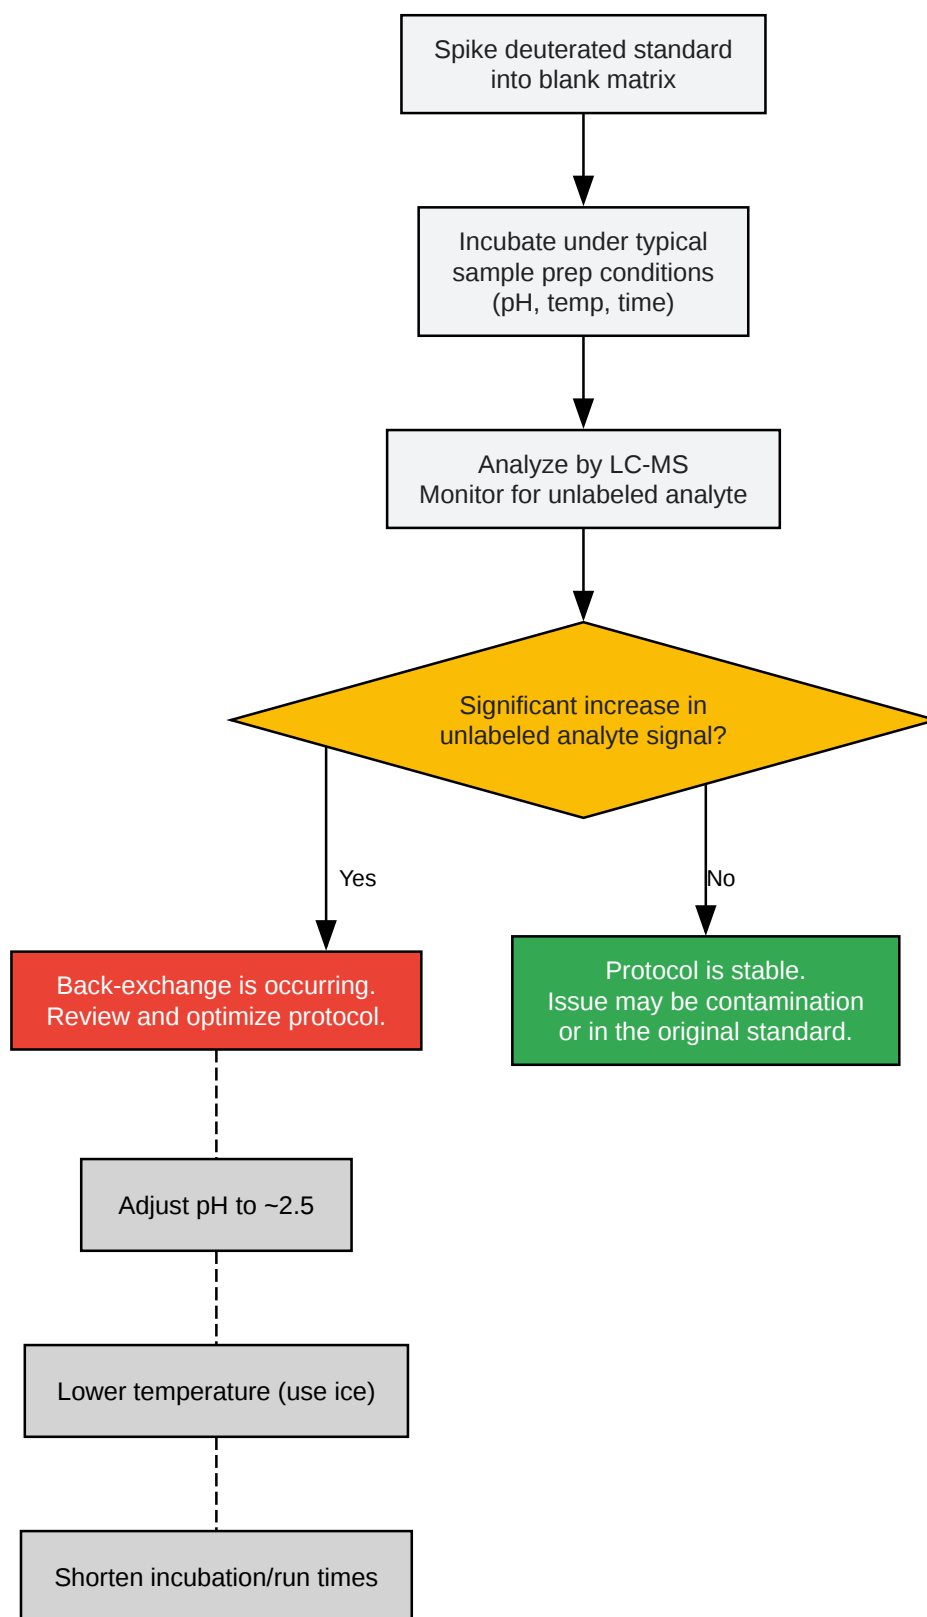 Spike deuterated standard
into blank matrix
Incubate under typical
sample prep conditions
(pH, temp, time)
Analyze by LC-MS
Monitor for unlabeled analyte
Significant increase in
unlabeled analyte signal?
Yes
No
Back-exchange is occurring.
Review and optimize protocol.
Protocol is stable.
Issue may be contamination
or in the original standard.
Adjust pH to ~2.5
Lower temperature (use ice)
Shorten incubation/run times